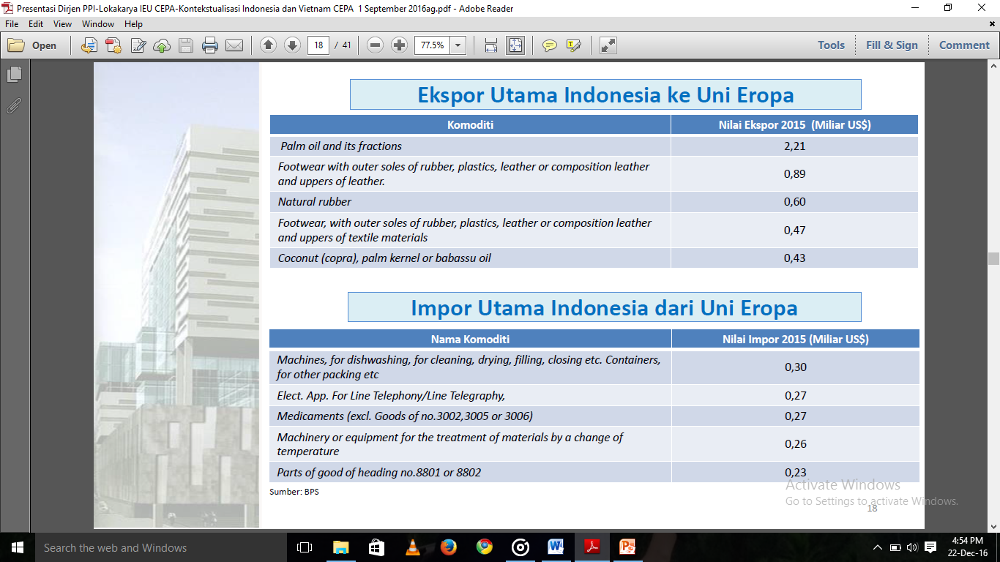 Presentasi Dirjen PPI-Lokakarya IEU CEPA-Kontekstualisasi Indonesia dan Vietnam CEPA  1 September 2016ag.pdf - Adobe Reader
File Edit View Window Help
Open 18 / 41 77.5% Tools Fill & Sign Comment
Ekspor Utama Indonesia ke Uni Eropa
Komoditi Nilai Ekspor 2015 (Miliar US$)
Palm oil and its fractions 2,21
Footwear with outer soles of rubber, plastics, leather or composition leather
and uppers of leather. 0,89
Natural rubber 0,60
Footwear, with outer soles of rubber, plastics, leather or composition leather
and uppers of textile materials 0,47
Coconut (copra), palm kernel or babassu oil 0,43
Impor Utama Indonesia dari Uni Eropa
Nama Komoditi Nilai Impor 2015 (Miliar US$)
Machines, for dishwashing, for cleaning, drying, filling, closing etc. Containers,
for other packing etc 0,30
Elect. App. For Line Telephony/Line Telegraphy, 0,27
Medicaments (excl. Goods of no.3002,3005 or 3006) 0,27
Machinery or equipment for the treatment of materials by a change of
temperature 0,26
Parts of good of heading no.8801 or 8802 0,23
Sumber: BPS
Activate Windows
Go to Settings to activate Windows.
18
Search the web and Windows
4:54 PM
22-Dec-16